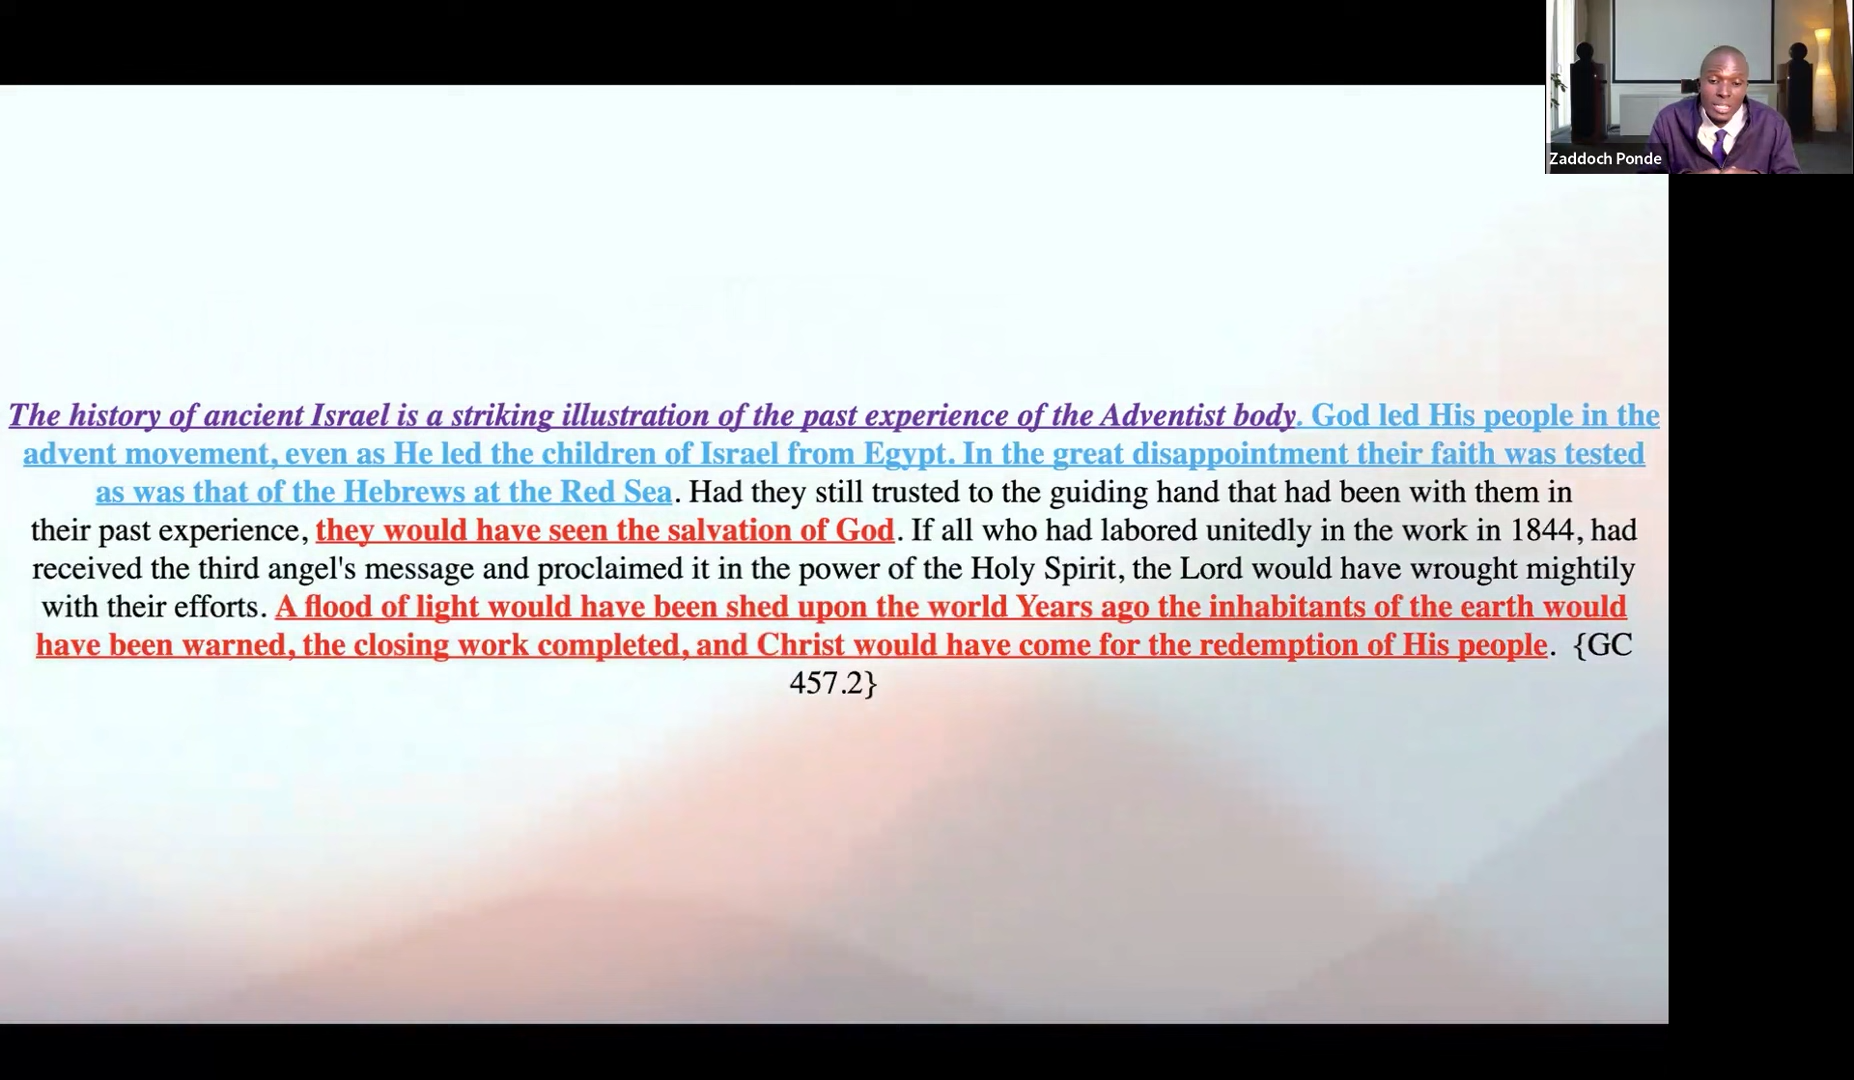 Zaddoch Ponde
The history of ancient Israel is a striking illustration of the past experience of the Adventist body. God led His people in the
advent movement, even as He led the children of Israel from Egypt. In the great disappointment their faith was tested
as was that of the Hebrews at the Red Sea. Had they still trusted to the guiding hand that had been with them in
their past experience, they would have seen the salvation of God. If all who had labored unitedly in the work in 1844, had
received the third angel's message and proclaimed it in the power of the Holy Spirit, the Lord would have wrought mightily
with their efforts. A flood of light would have been shed upon the world Years ago the inhabitants of the earth would
have been warned, the closing work completed, and Christ would have come for the redemption of His people. {GC
457.2}